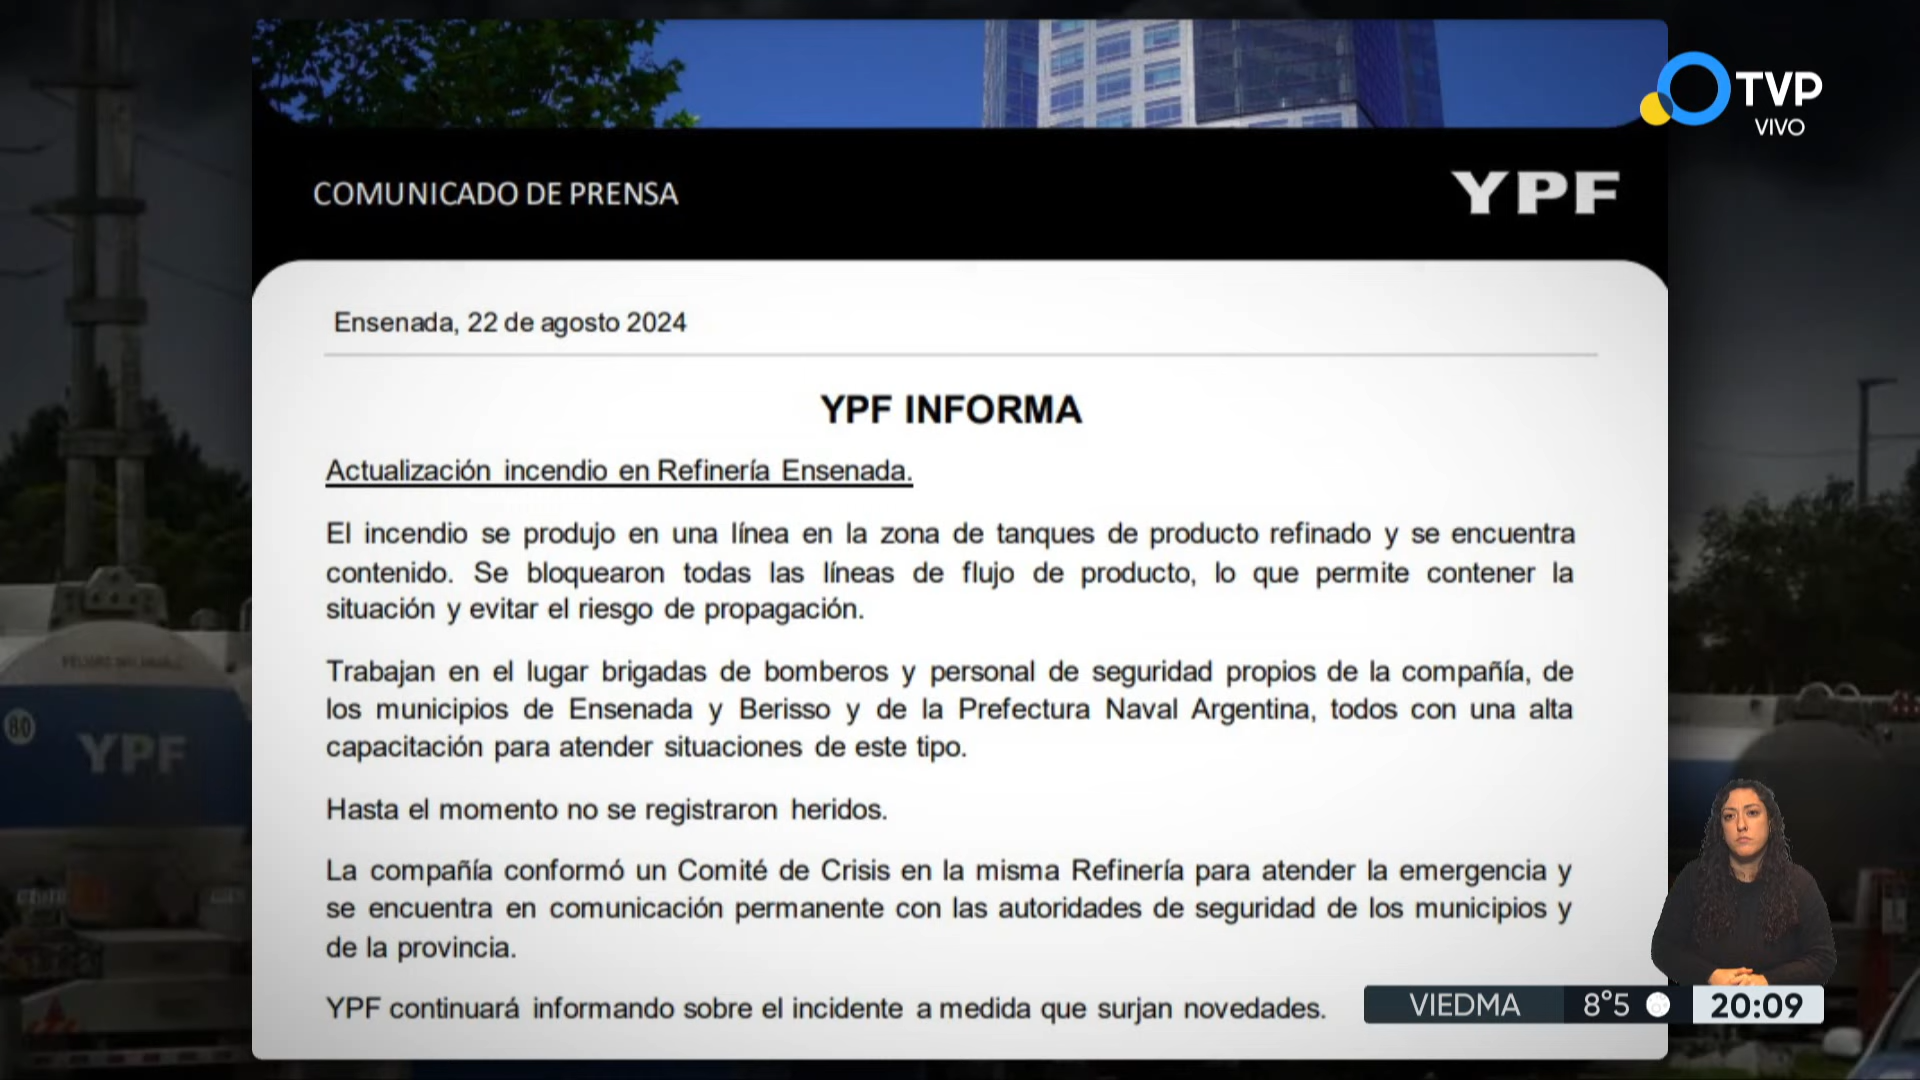 TVP
VIVO
COMUNICADO DE PRENSA
YPF
Ensenada, 22 de agosto 2024
YPF INFORMA
Actualización incendio en Refinería Ensenada.
El incendio se produjo en una línea en la zona de tanques de producto refinado y se encuentra
contenido. Se bloquearon todas las líneas de flujo de producto, lo que permite contener la
situación y evitar el riesgo de propagación.
Trabajan en el lugar brigadas de bomberos y personal de seguridad propios de la compañía, de
los municipios de Ensenada y Berisso y de la Prefectura Naval Argentina, todos con una alta
capacitación para atender situaciones de este tipo.
Hasta el momento no se registraron heridos.
La compañía conformó un Comité de Crisis en la misma Refinería para atender la emergencia y
se encuentra en comunicación permanente con las autoridades de seguridad de los municipios y
de la provincia.
YPF continuará informando sobre el incidente a medida que surjan novedades.
80
YPF
VIEDMA 8°5 20:09